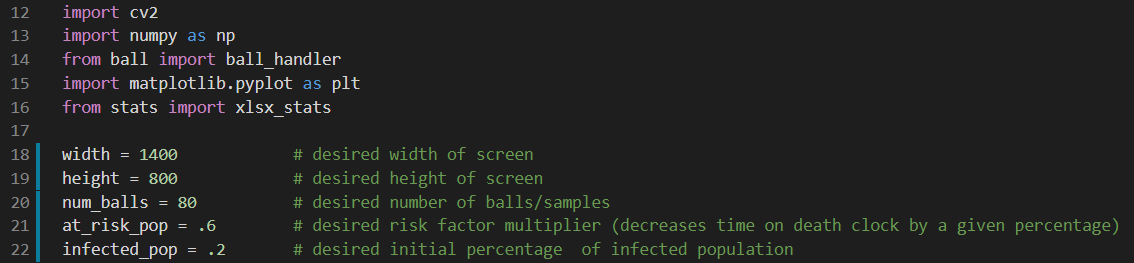 12 import cv2
13 import numpy as np
14 from ball import ball_handler
15 import matplotlib.pyplot as plt
16 from stats import xlsx_stats
17
18 width = 1400 # desired width of screen
19 height = 800 # desired height of screen
20 num_balls = 80 # desired number of balls/samples
21 at_risk_pop = .6 # desired risk factor multiplier (decreases time on death clock by a given percentage)
22 infected_pop = .2 # desired initial percentage  of infected population